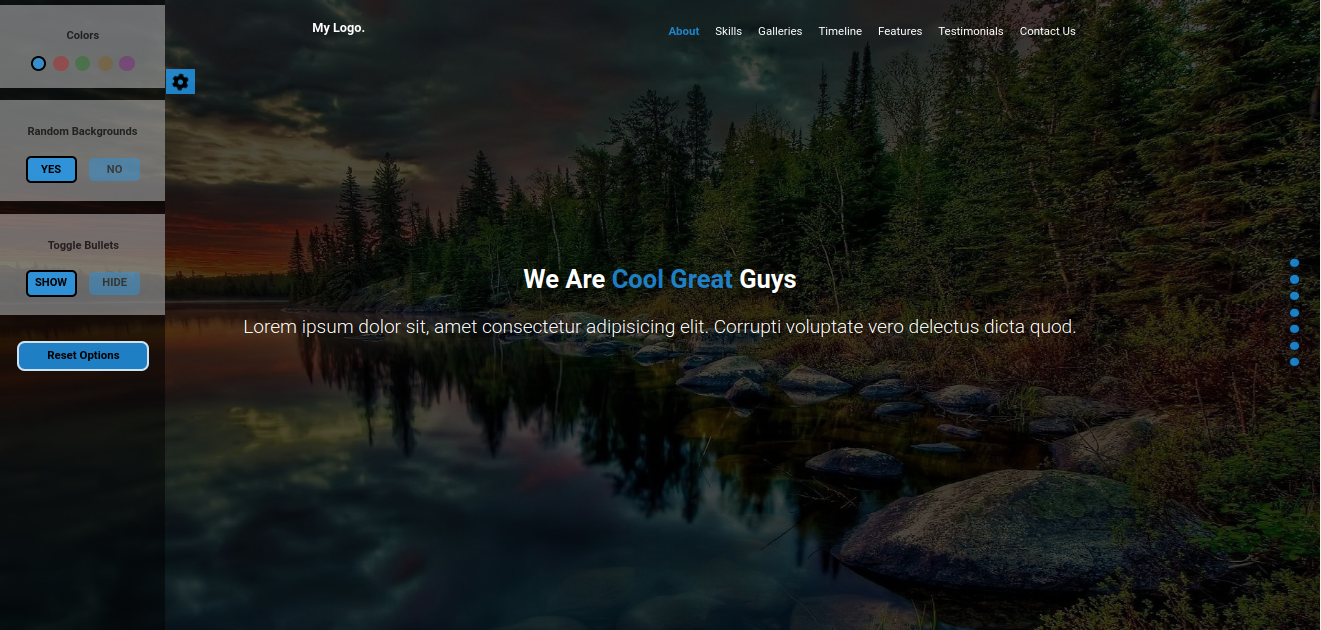 Colors
Random Backgrounds
YES NO
Toggle Bullets
SHOW HIDE
Reset Options
My Logo.
About Skills Galleries Timeline Features Testimonials Contact Us
We Are Cool Great Guys
Lorem ipsum dolor sit, amet consectetur adipisicing elit. Corrupti voluptate vero delectus dicta quod.